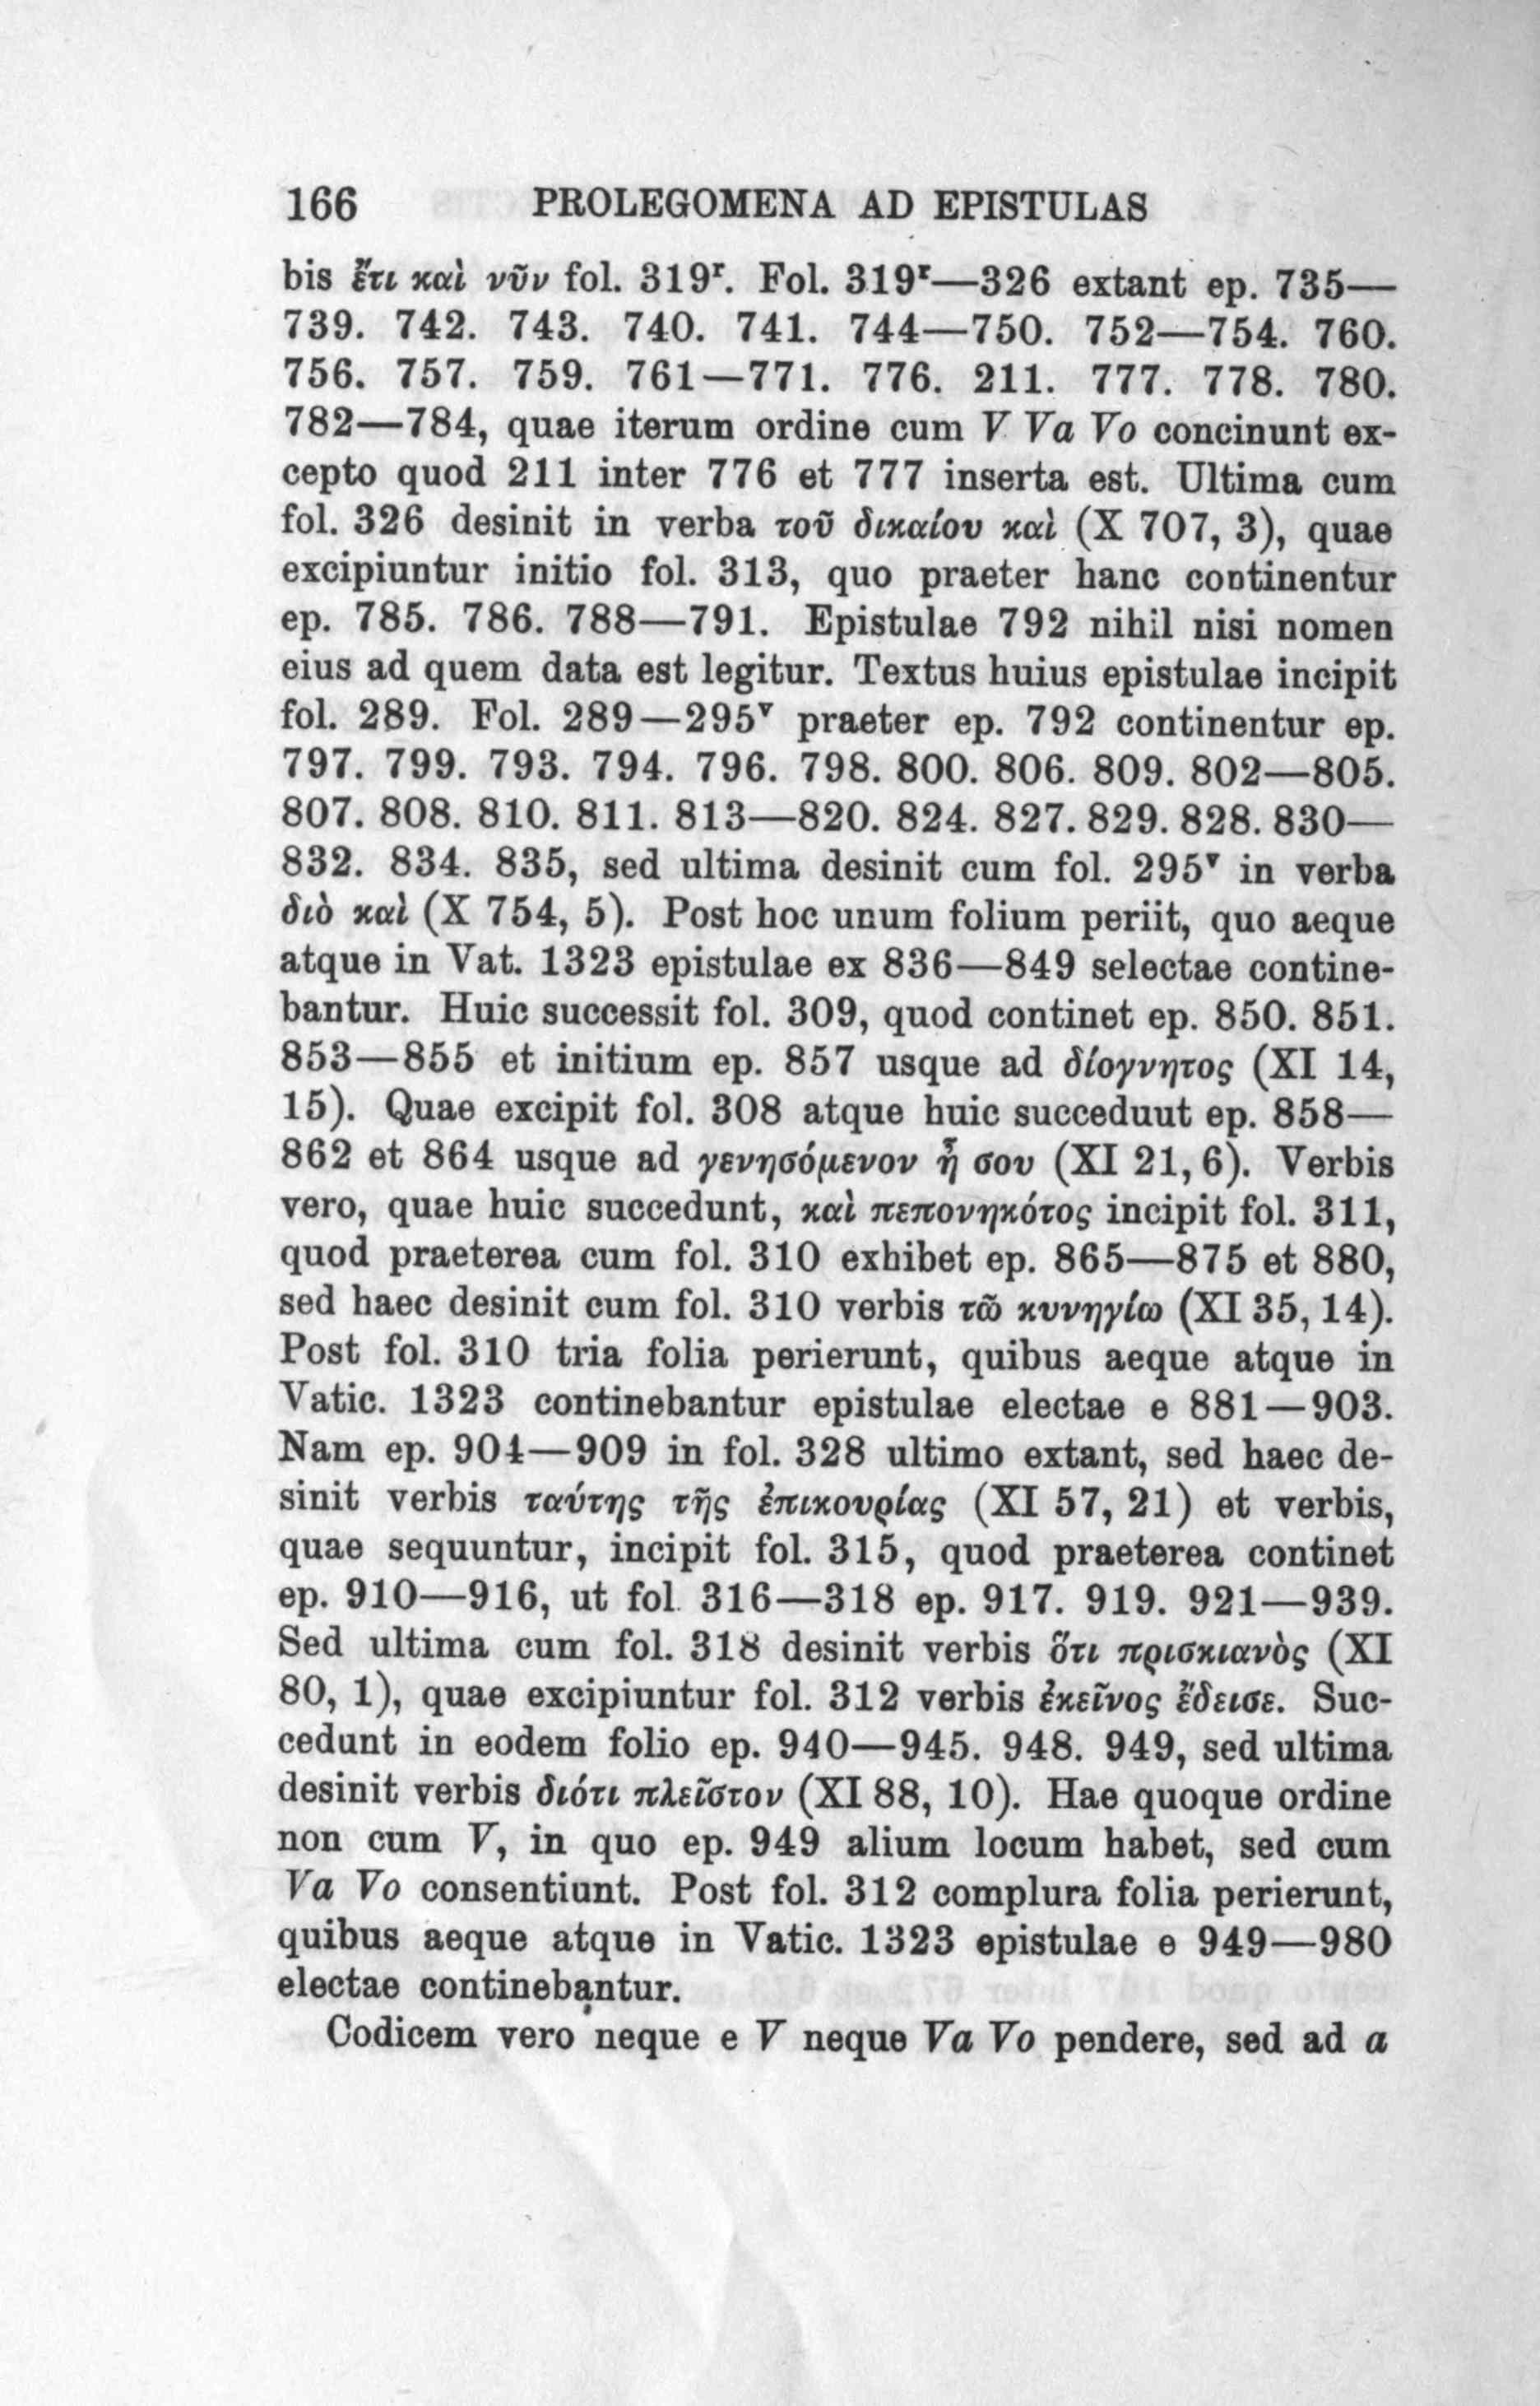 166 PROLEGOMENA AD EPISTULAS
bis ἔτι καὶ νῦν fol. 319ʳ. Fol. 319ʳ—326 extant ep. 735—
739. 742. 743. 740. 741. 744—750. 752—754. 760.
756. 757. 759. 761—771. 776. 211. 777. 778. 780.
782—784, quae iterum ordine cum V Va Vo concinunt ex-
cepto quod 211 inter 776 et 777 inserta est. Ultima cum
fol. 326 desinit in verba τοῦ δικαίου καὶ (X 707, 3), quae
excipiuntur initio fol. 313, quo praeter hanc continentur
ep. 785. 786. 788—791. Epistulae 792 nihil nisi nomen
eius ad quem data est legitur. Textus huius epistulae incipit
fol. 289. Fol. 289—295ᵛ praeter ep. 792 continentur ep.
797. 799. 793. 794. 796. 798. 800. 806. 809. 802—805.
807. 808. 810. 811. 813—820. 824. 827. 829. 828. 830—
832. 834. 835, sed ultima desinit cum fol. 295ᵛ in verba
διὸ καὶ (X 754, 5). Post hoc unum folium periit, quo aeque
atque in Vat. 1323 epistulae ex 836—849 selectae contine-
bantur. Huic successit fol. 309, quod continet ep. 850. 851.
853—855 et initium ep. 857 usque ad δίογνητος (XI 14,
15). Quae excipit fol. 308 atque huic succeduut ep. 858—
862 et 864 usque ad γενησόμενον ἦ σου (XI 21, 6). Verbis
vero, quae huic succedunt, καὶ πεπονηκότος incipit fol. 311,
quod praeterea cum fol. 310 exhibet ep. 865—875 et 880,
sed haec desinit cum fol. 310 verbis τῶ κυνηγίω (XI 35, 14).
Post fol. 310 tria folia perierunt, quibus aeque atque in
Vatic. 1323 continebantur epistulae electae e 881—903.
Nam ep. 904—909 in fol. 328 ultimo extant, sed haec de-
sinit verbis ταύτης τῆς ἐπικουρίας (XI 57, 21) et verbis,
quae sequuntur, incipit fol. 315, quod praeterea continet
ep. 910—916, ut fol. 316—318 ep. 917. 919. 921—939.
Sed ultima cum fol. 318 desinit verbis ὅτι πρισκιανὸς (XI
80, 1), quae excipiuntur fol. 312 verbis ἐκεῖνος ἔδεισε. Suc-
cedunt in eodem folio ep. 940—945. 948. 949, sed ultima
desinit verbis διότι πλεῖστον (XI 88, 10). Hae quoque ordine
non cum V, in quo ep. 949 alium locum habet, sed cum
Va Vo consentiunt. Post fol. 312 complura folia perierunt,
quibus aeque atque in Vatic. 1323 epistulae e 949—980
electae continebantur.
Codicem vero neque e V neque Va Vo pendere, sed ad a